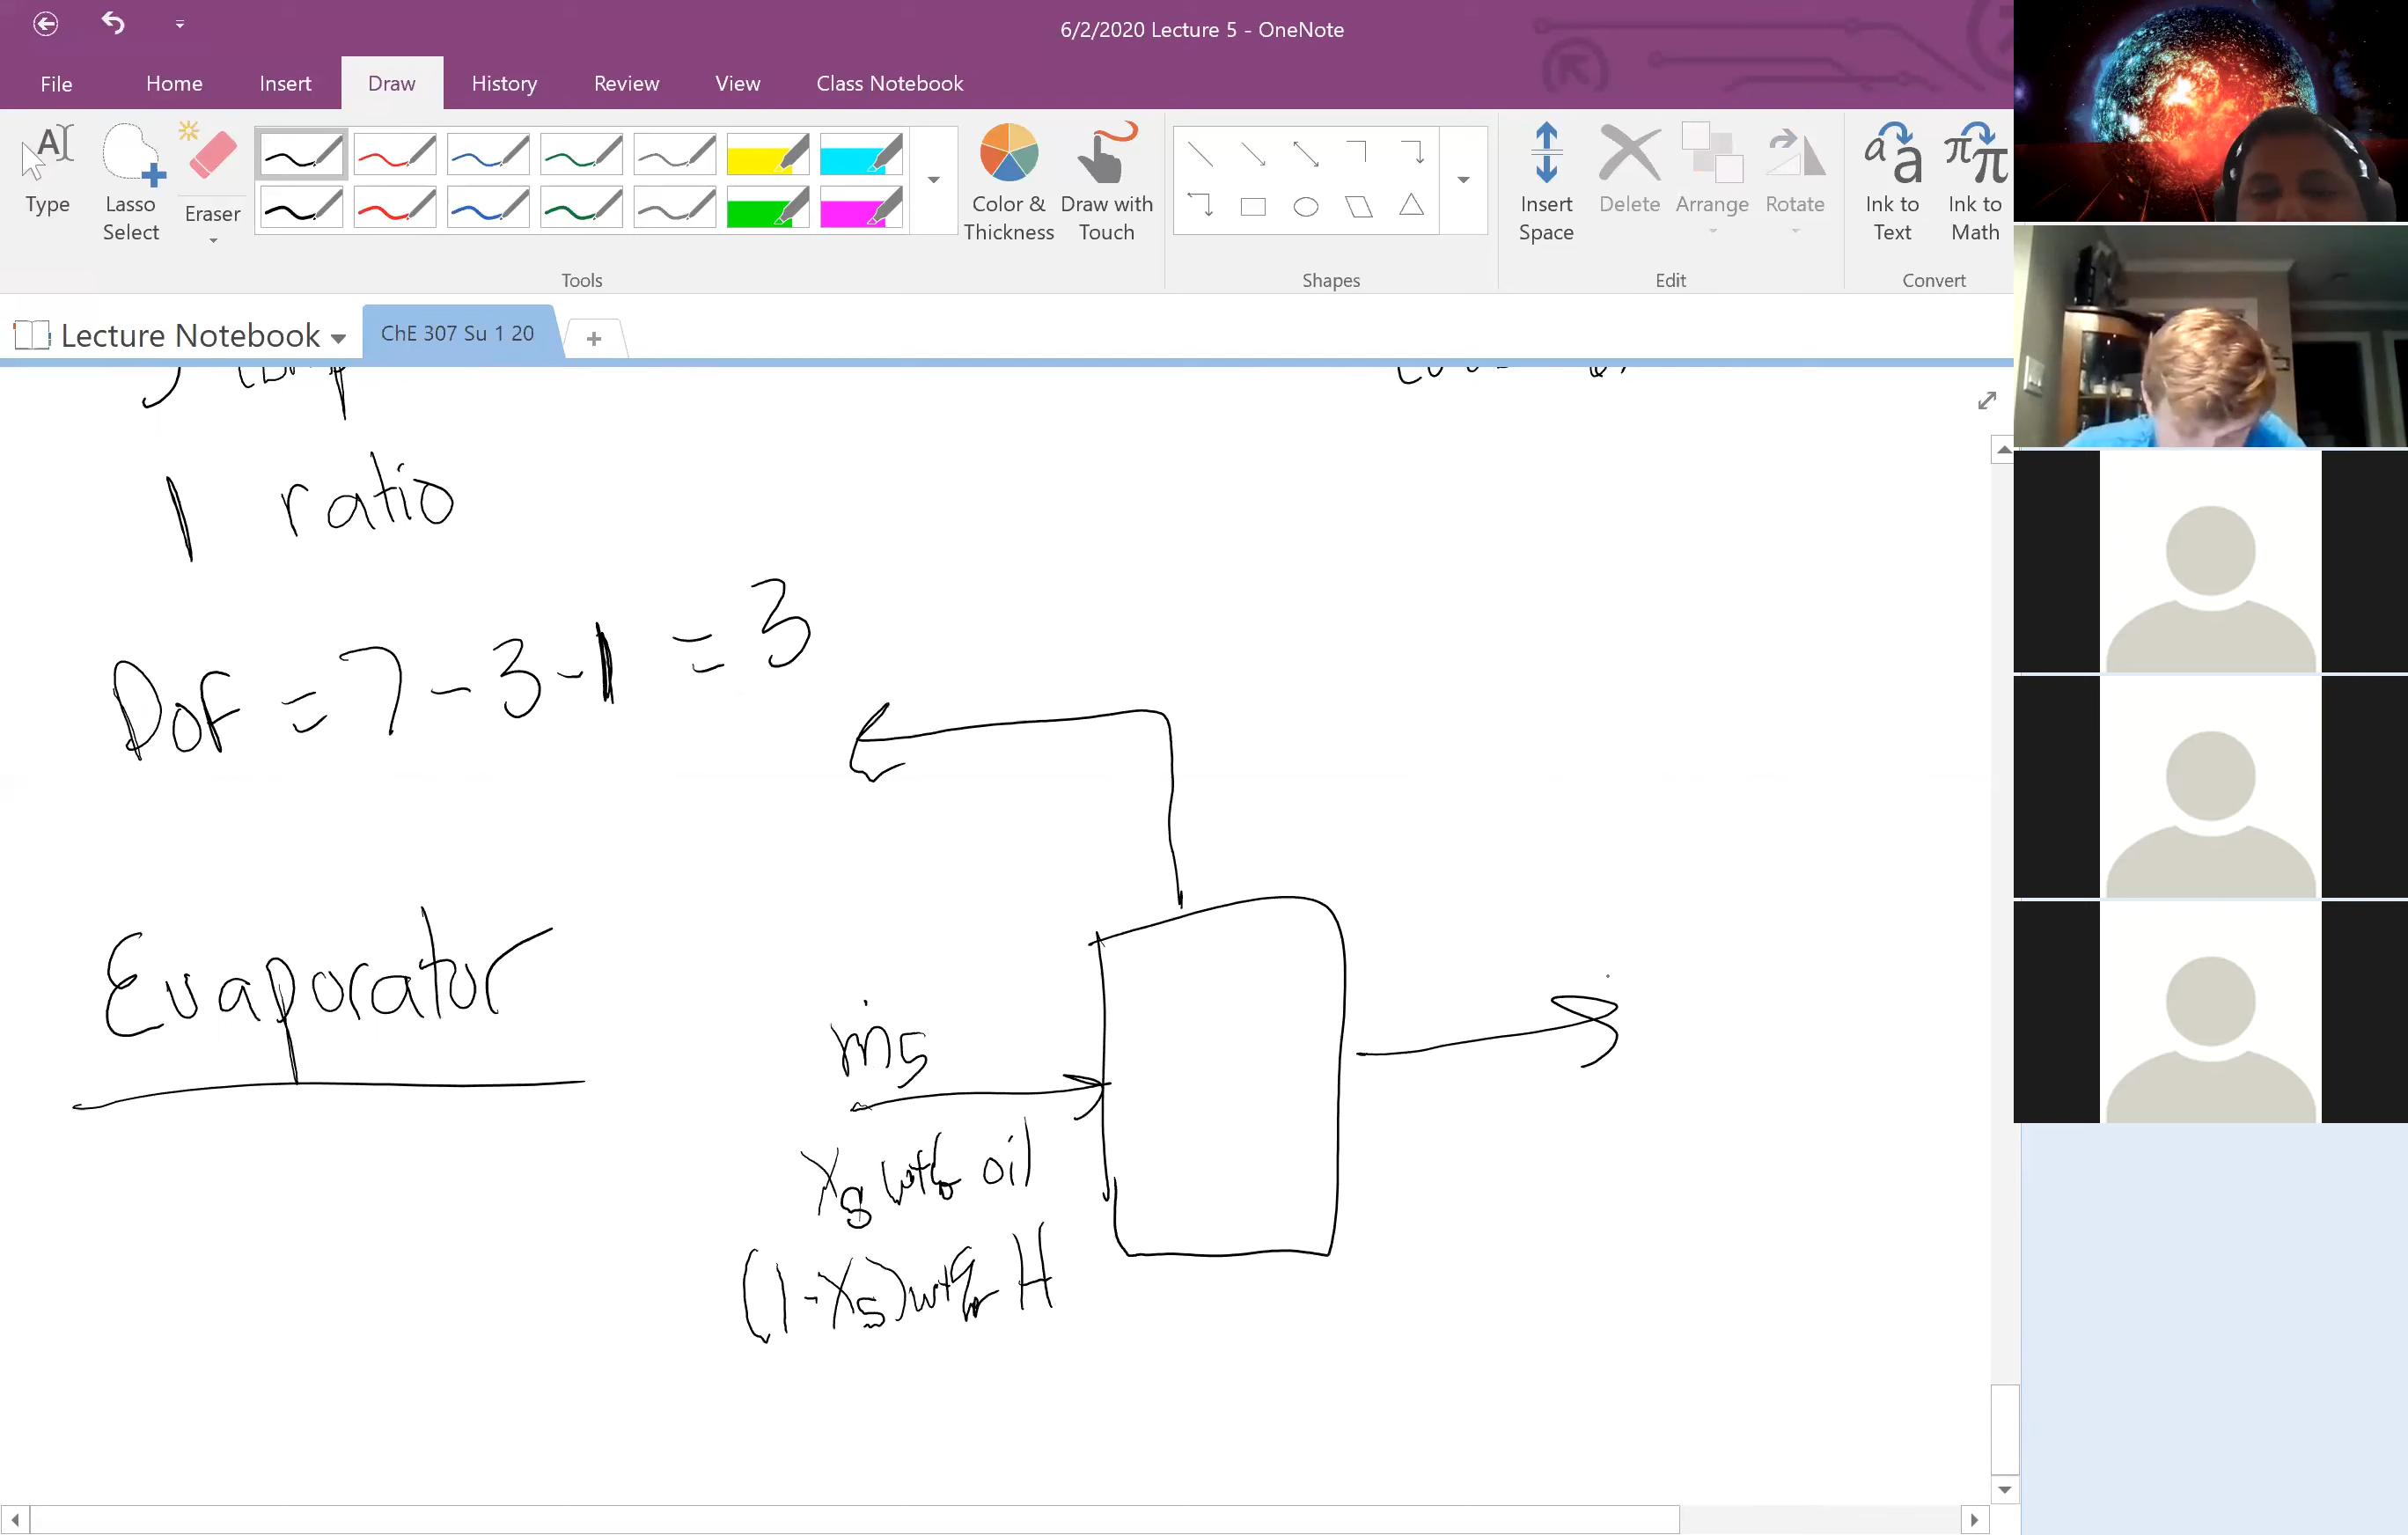 6/2/2020 Lecture 5 - OneNote
File Home Insert Draw History Review View Class Notebook
Type
Lasso Select
Eraser
Color & Thickness
Draw with Touch
Insert Space
Delete
Arrange
Rotate
Ink to Text
Ink to Math
Tools
Shapes
Edit
Convert
Lecture Notebook
ChE 307 Su 1 20
1 ratio
DoF = 7 - 3 - 1 = 3
Evaporator
ṁ5
X5 wt% oil
(1-X5) wt% H